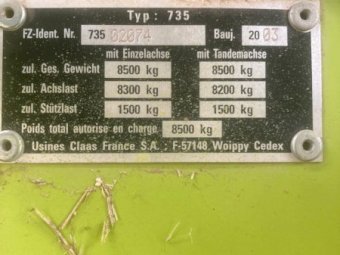 Typ: 735
FZ-Ident. Nr. 735 02074 Bauj. 2003
mit Einzelachse mit Tandemachse
zul. Ges. Gewicht 8500 kg 8500 kg
zul. Achslast 8300 kg 8200 kg
zul. Stützlast 1500 kg 1500 kg
Poids total autorise en charge 8500 kg
Usines Claas France S.A.; F-57148 Woippy Cedex